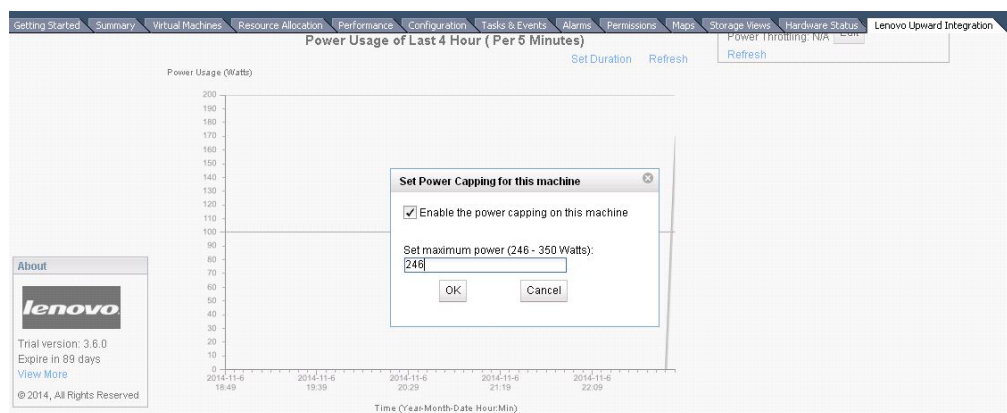 Getting Started Summary Virtual Machines Resource Allocation Performance Configuration Tasks & Events Alarms Permissions Maps Storage Views Hardware Status Lenovo Upward Integration
Power Usage of Last 4 Hour ( Per 5 Minutes)
Power Throttling: N/A Edit
Set Duration Refresh
Refresh
Power Usage (Watts)
200
190
180
170
160
150
140
130
120
110
100
90
80
70
60
50
40
30
20
10
0
2014-11-6 18:49
2014-11-6 19:39
2014-11-6 20:29
2014-11-6 21:19
2014-11-6 22:09
Time (Year-Month-Date Hour:Min)
Set Power Capping for this machine
Enable the power capping on this machine
Set maximum power (246 - 350 Watts):
246
OK Cancel
About
lenovo
Trial version: 3.6.0
Expire in 89 days
View More
© 2014, All Rights Reserved